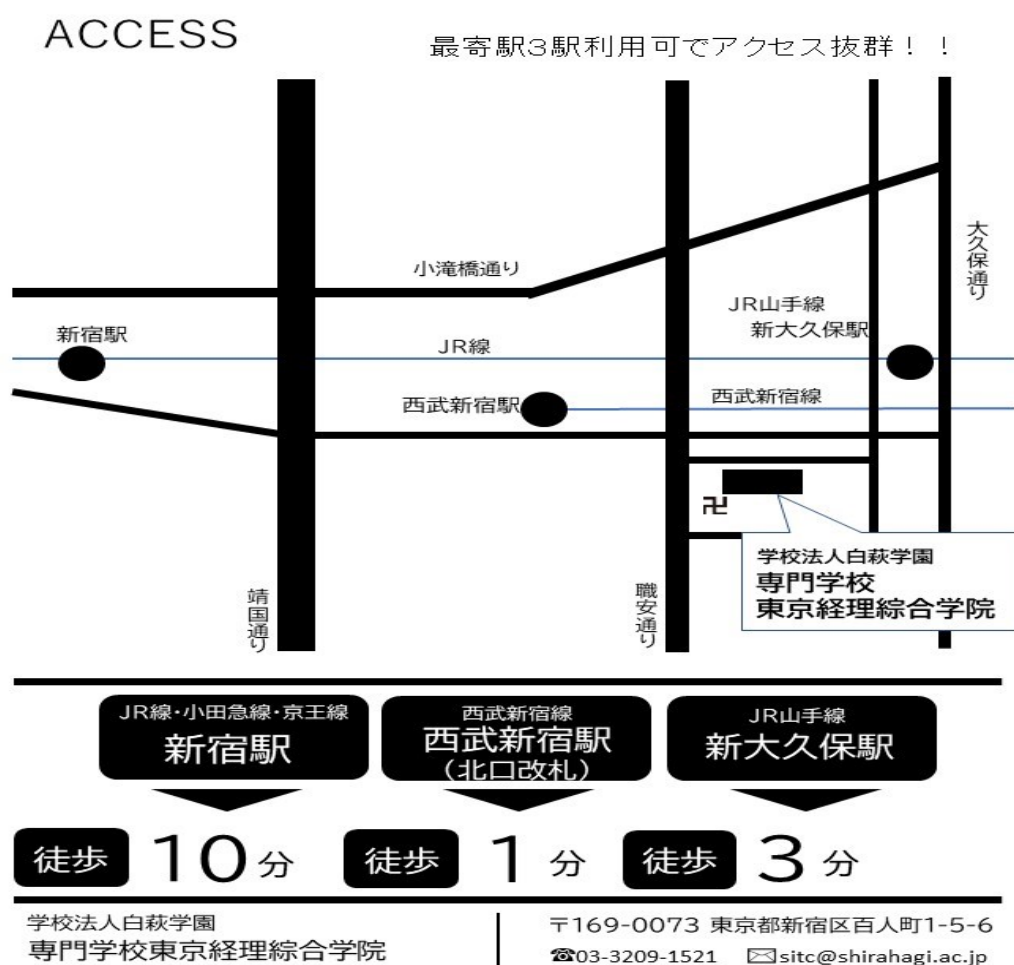 ACCESS
最寄駅3駅利用可でアクセス抜群！！
大久保通り
小滝橋通り
JR山手線
新大久保駅
新宿駅
JR線
西武新宿駅
西武新宿線
卍
学校法人白萩学園
専門学校
東京経理綜合学院
靖国通り
職安通り
JR線・小田急線・京王線
新宿駅
西武新宿線
西武新宿駅
（北口改札）
JR山手線
新大久保駅
徒歩 10分
徒歩 1分
徒歩 3分
学校法人白萩学園
専門学校東京経理綜合学院
〒169-0073 東京都新宿区百人町1-5-6
☎03-3209-1521 ✉sitc@shirahagi.ac.jp